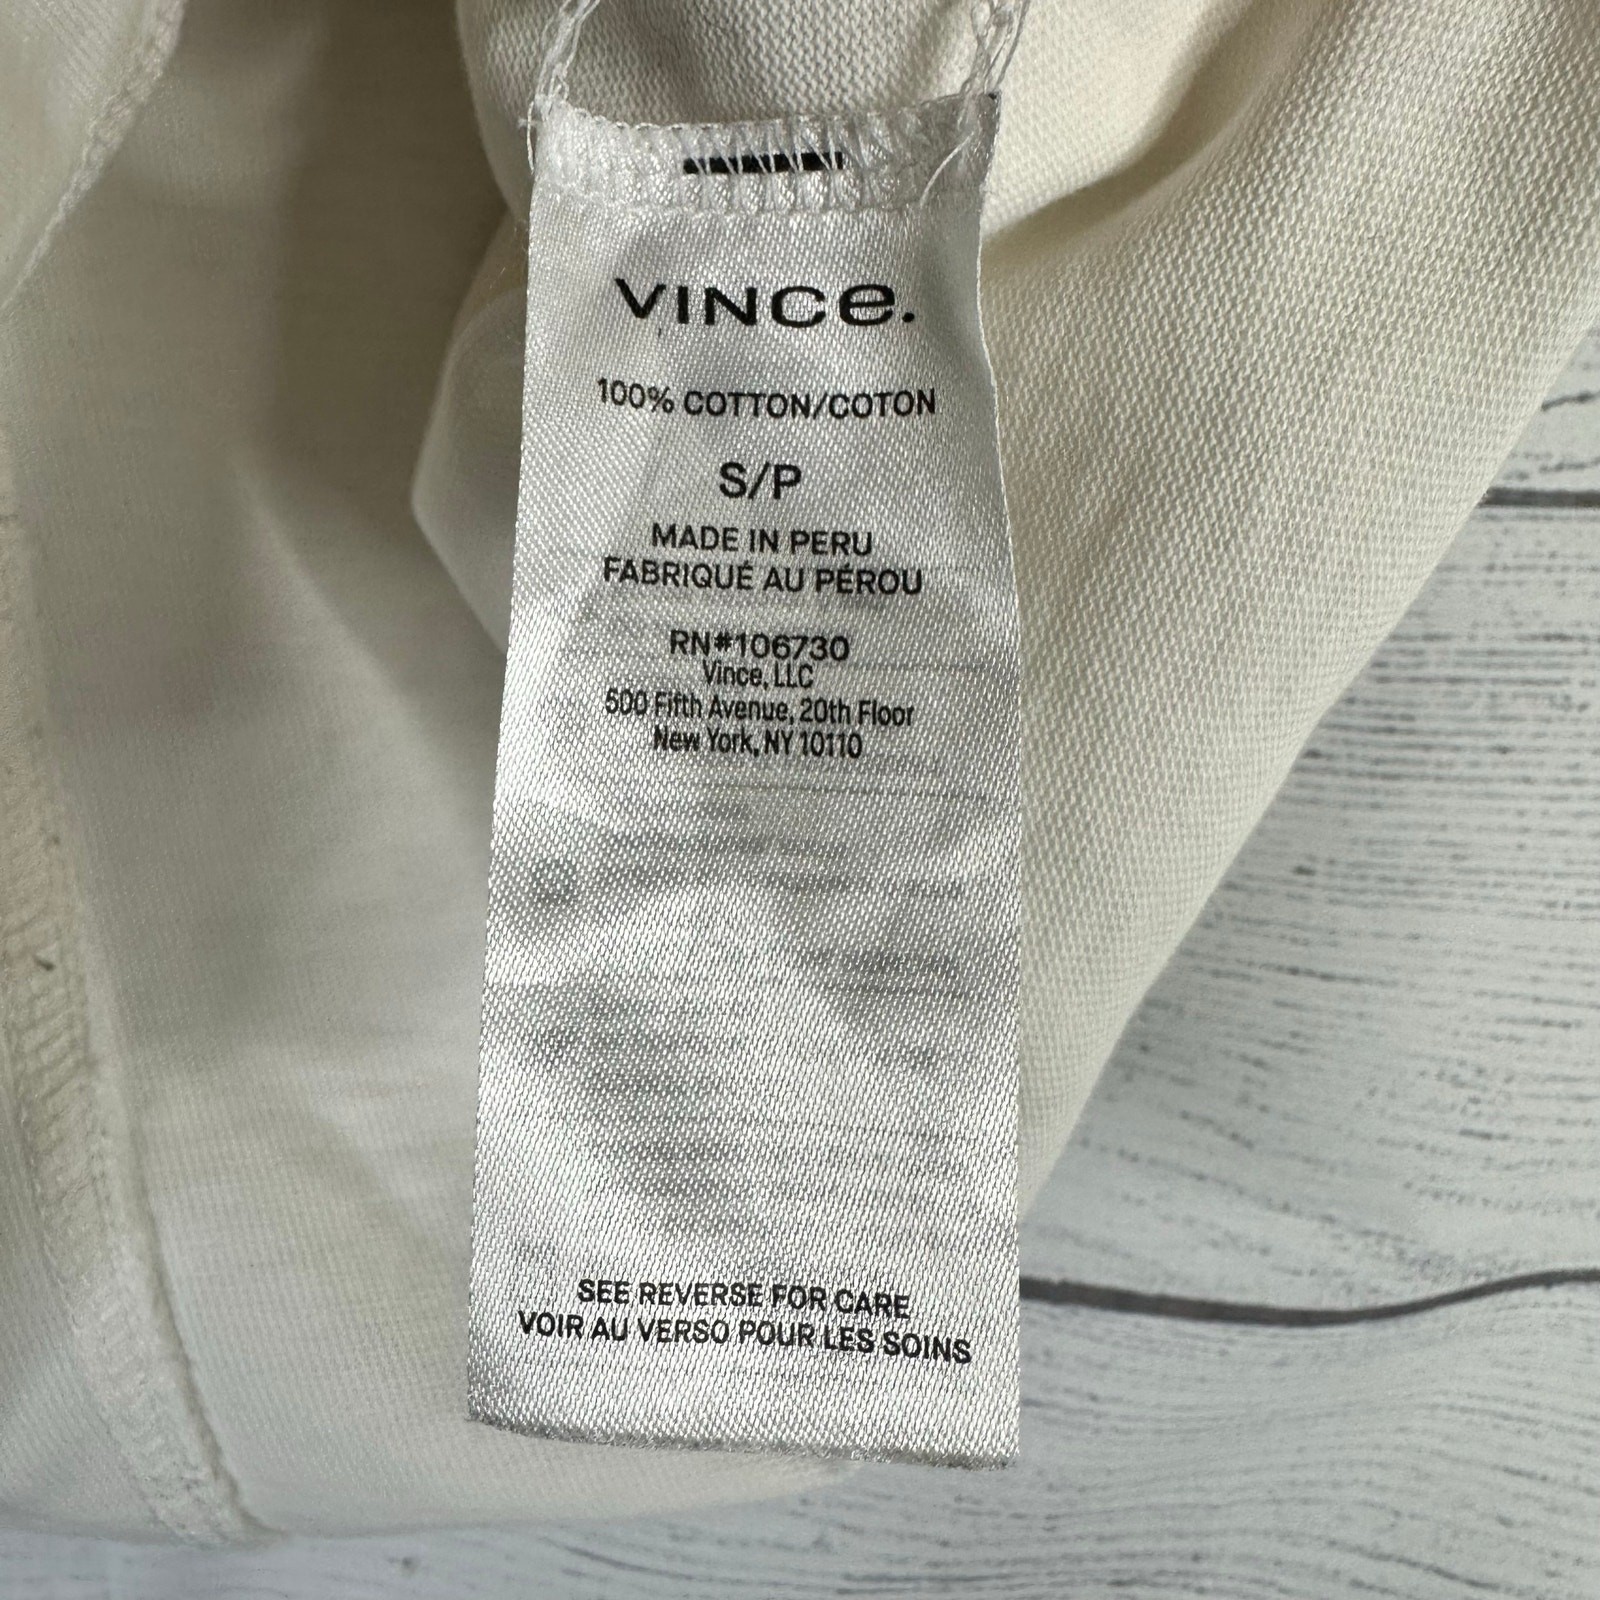 VINCe.
100% COTTON/COTON
S/P
MADE IN PERU
FABRIQUÉ AU PÉROU
RN#106730
Vince, LLC
500 Fifth Avenue, 20th Floor
New York, NY 10110
SEE REVERSE FOR CARE
VOIR AU VERSO POUR LES SOINS